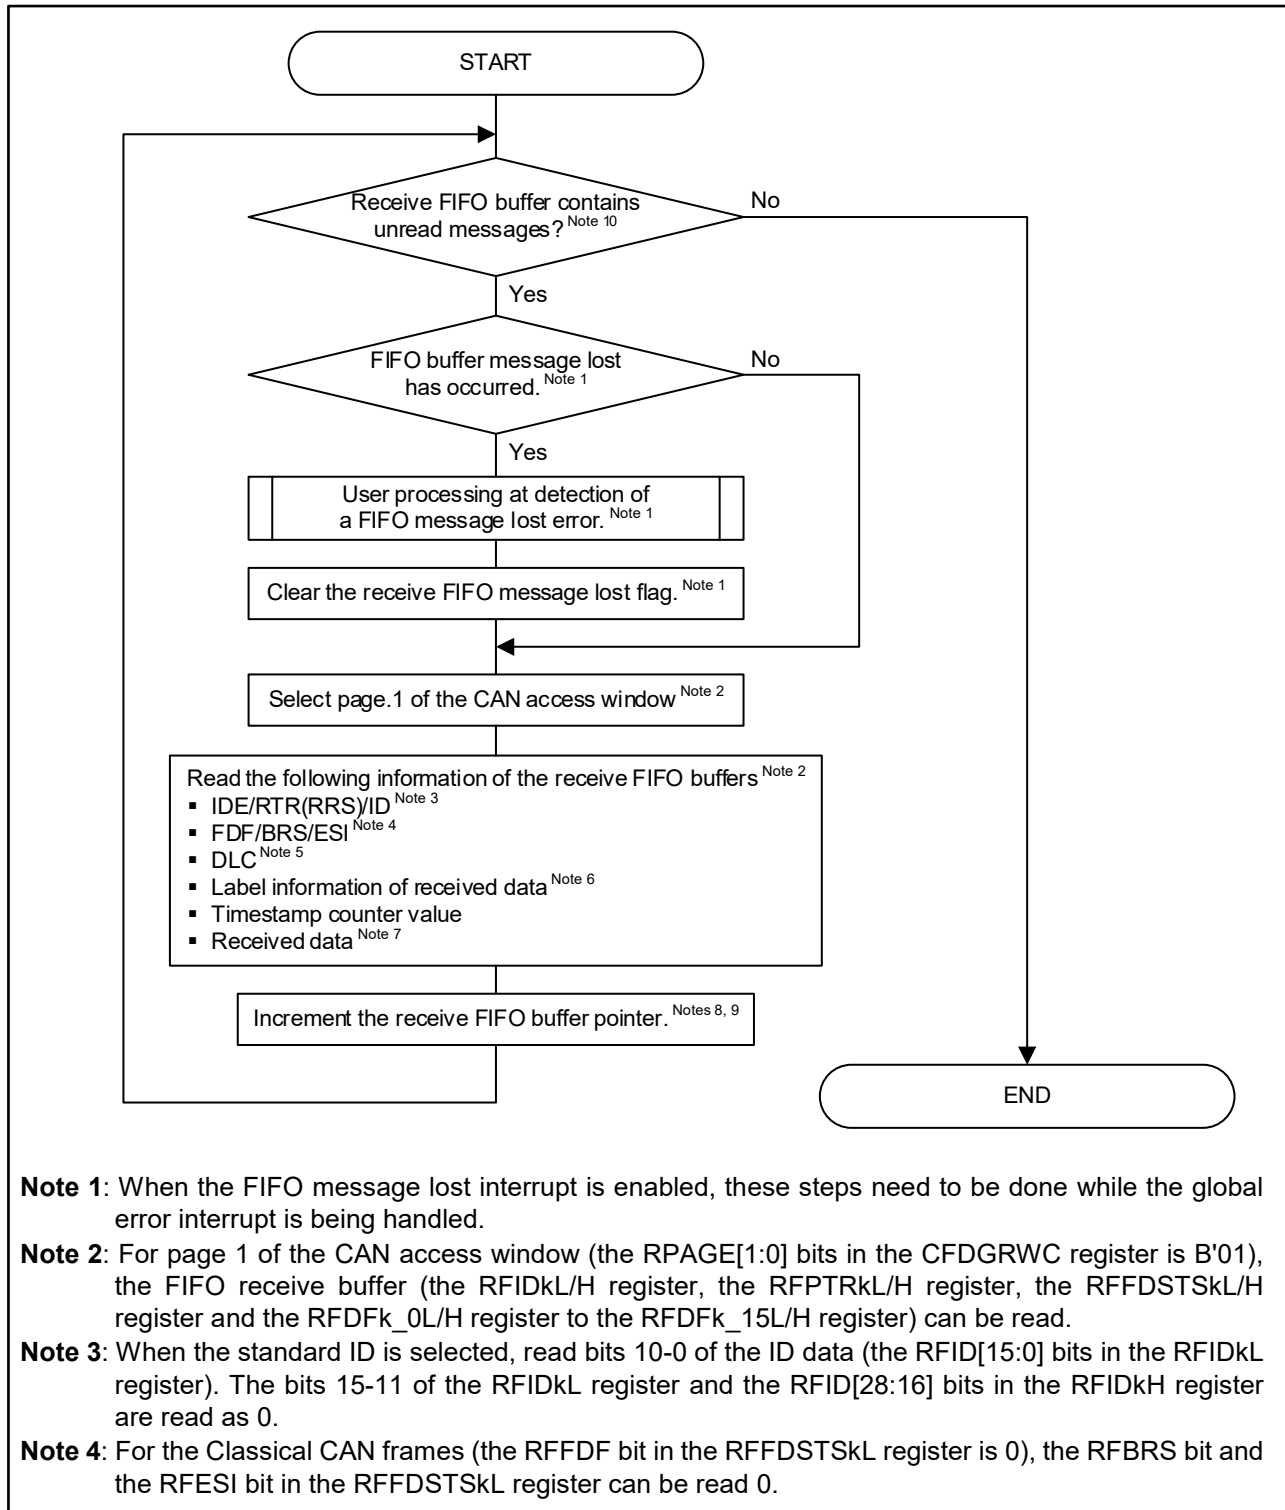 START
Receive FIFO buffer contains
unread messages? Note 10
No
Yes
FIFO buffer message lost
has occurred. Note 1
No
Yes
User processing at detection of
a FIFO message lost error. Note 1
Clear the receive FIFO message lost flag. Note 1
Select page.1 of the CAN access window Note 2
Read the following information of the receive FIFO buffers Note 2
▪ IDE/RTR(RRS)/ID Note 3
▪ FDF/BRS/ESI Note 4
▪ DLC Note 5
▪ Label information of received data Note 6
▪ Timestamp counter value
▪ Received data Note 7
Increment the receive FIFO buffer pointer. Notes 8, 9
END
Note 1: When the FIFO message lost interrupt is enabled, these steps need to be done while the global
error interrupt is being handled.
Note 2: For page 1 of the CAN access window (the RPAGE[1:0] bits in the CFDGRWC register is B'01),
the FIFO receive buffer (the RFIDkL/H register, the RFPTRkL/H register, the RFFDSTSkL/H
register and the RFDFk_0L/H register to the RFDFk_15L/H register) can be read.
Note 3: When the standard ID is selected, read bits 10-0 of the ID data (the RFID[15:0] bits in the RFIDkL
register). The bits 15-11 of the RFIDkL register and the RFID[28:16] bits in the RFIDkH register
are read as 0.
Note 4: For the Classical CAN frames (the RFFDF bit in the RFFDSTSkL register is 0), the RFBRS bit and
the RFESI bit in the RFFDSTSkL register can be read 0.